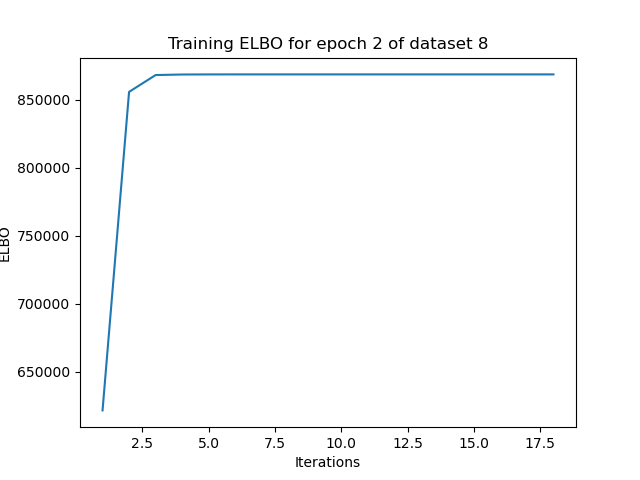 Training ELBO for epoch 2 of dataset 8
850000
800000
750000
700000
650000
ELBO
2.5 5.0 7.5 10.0 12.5 15.0 17.5
Iterations